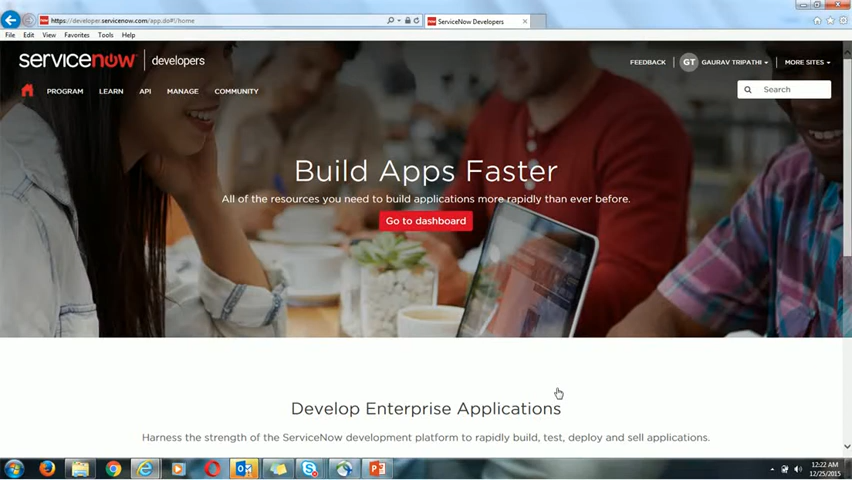 https://developer.servicenow.com/app.do#!/home
ServiceNow Developers
File Edit View Favorites Tools Help
servicenow developers
FEEDBACK GT GAURAV TRIPATHI MORE SITES
PROGRAM LEARN API MANAGE COMMUNITY
Search
Build Apps Faster
All of the resources you need to build applications more rapidly than ever before.
Go to dashboard
Develop Enterprise Applications
Harness the strength of the ServiceNow development platform to rapidly build, test, deploy and sell applications.
12:22 AM
12/25/2015